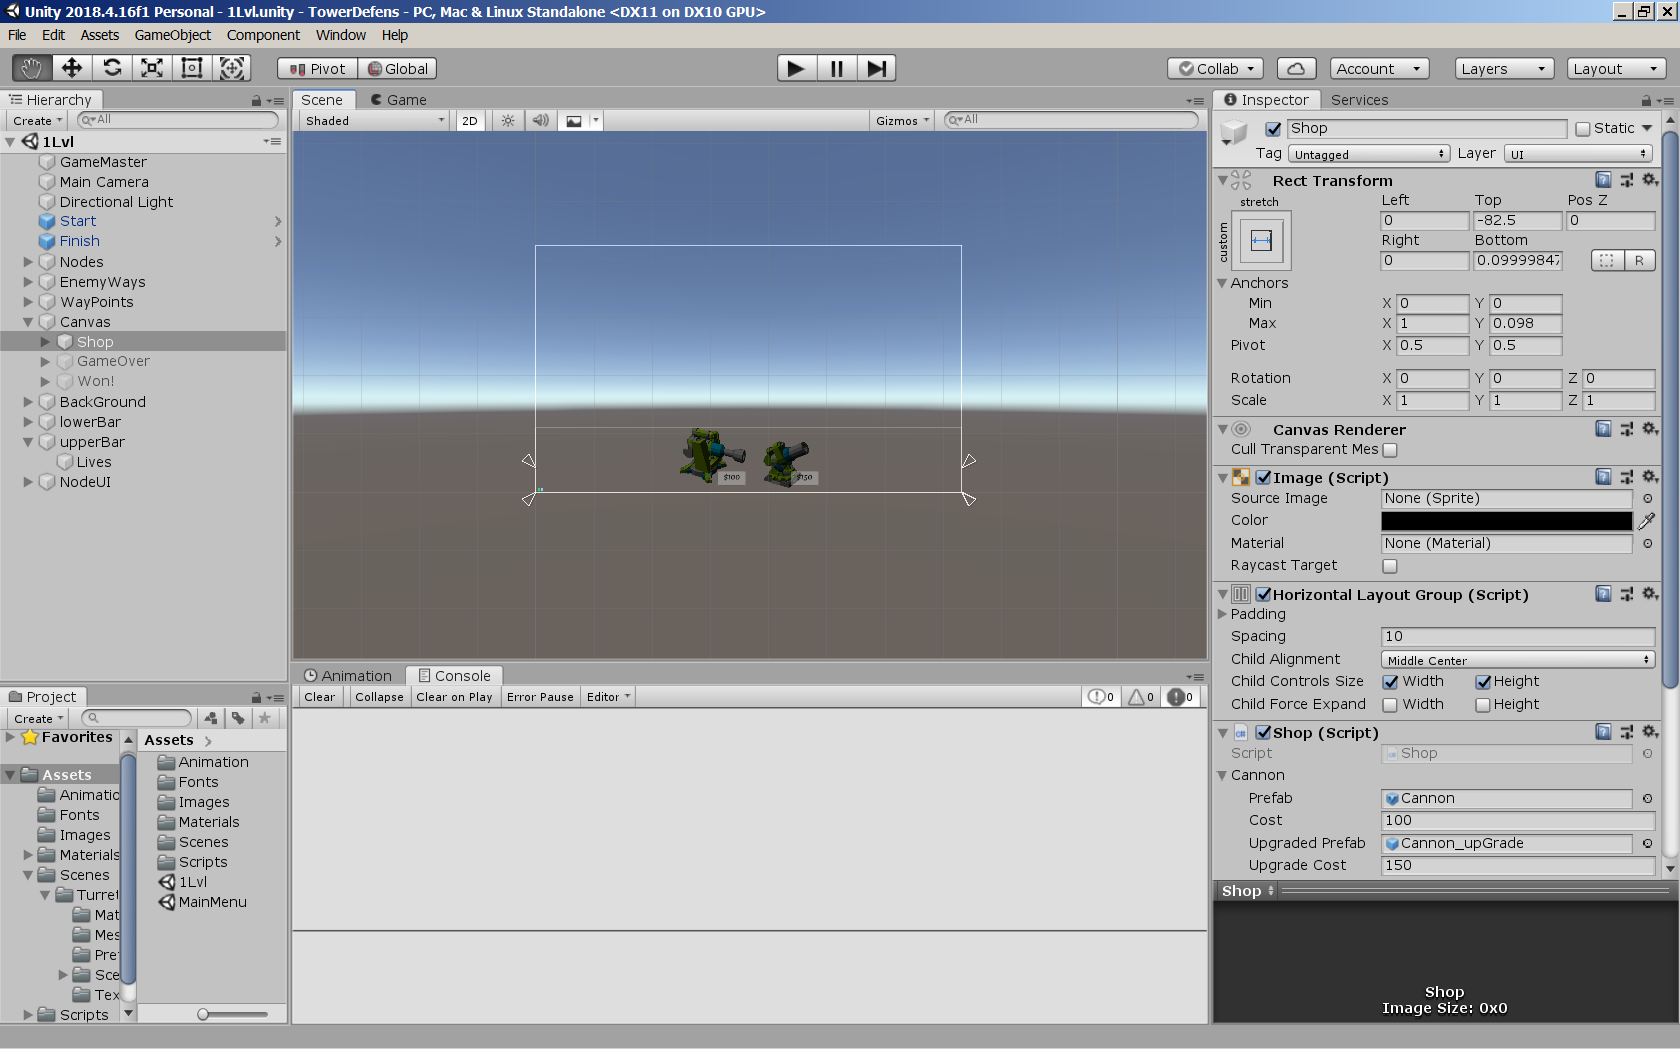 Unity 2018.4.16f1 Personal - 1Lvl.unity - TowerDefens - PC, Mac & Linux Standalone <DX11 on DX10 GPU>
File Edit Assets GameObject Component Window Help
Pivot Global Collab Account Layers Layout
Hierarchy
Create All
1Lvl
GameMaster
Main Camera
Directional Light
Start
Finish
Nodes
EnemyWays
WayPoints
Canvas
Shop
GameOver
Won!
BackGround
lowerBar
upperBar
Lives
NodeUI
Scene Game
Shaded 2D Gizmos All
$100 $150
Project
Create
Favorites
Assets
Animatic
Fonts
Images
Materials
Scenes
Turret
Mat
Mes
Pre
Sce
Tex
Scripts
Assets
Animation
Fonts
Images
Materials
Scenes
Scripts
1Lvl
MainMenu
Animation Console
Clear Collapse Clear on Play Error Pause Editor 0 0 0
Inspector Services
Shop Static
Tag Untagged Layer UI
Rect Transform
stretch Left Top Pos Z
custom 0 -82.5 0
Right Bottom
0 0.09999847 R
Anchors
Min X 0 Y 0
Max X 1 Y 0.098
Pivot X 0.5 Y 0.5
Rotation X 0 Y 0 Z 0
Scale X 1 Y 1 Z 1
Canvas Renderer
Cull Transparent Mes
Image (Script)
Source Image None (Sprite)
Color
Material None (Material)
Raycast Target
Horizontal Layout Group (Script)
Padding
Spacing 10
Child Alignment Middle Center
Child Controls Size Width Height
Child Force Expand Width Height
Shop (Script)
Script Shop
Cannon
Prefab Cannon
Cost 100
Upgraded Prefab Cannon_upGrade
Upgrade Cost 150
Shop
Shop
Image Size: 0x0